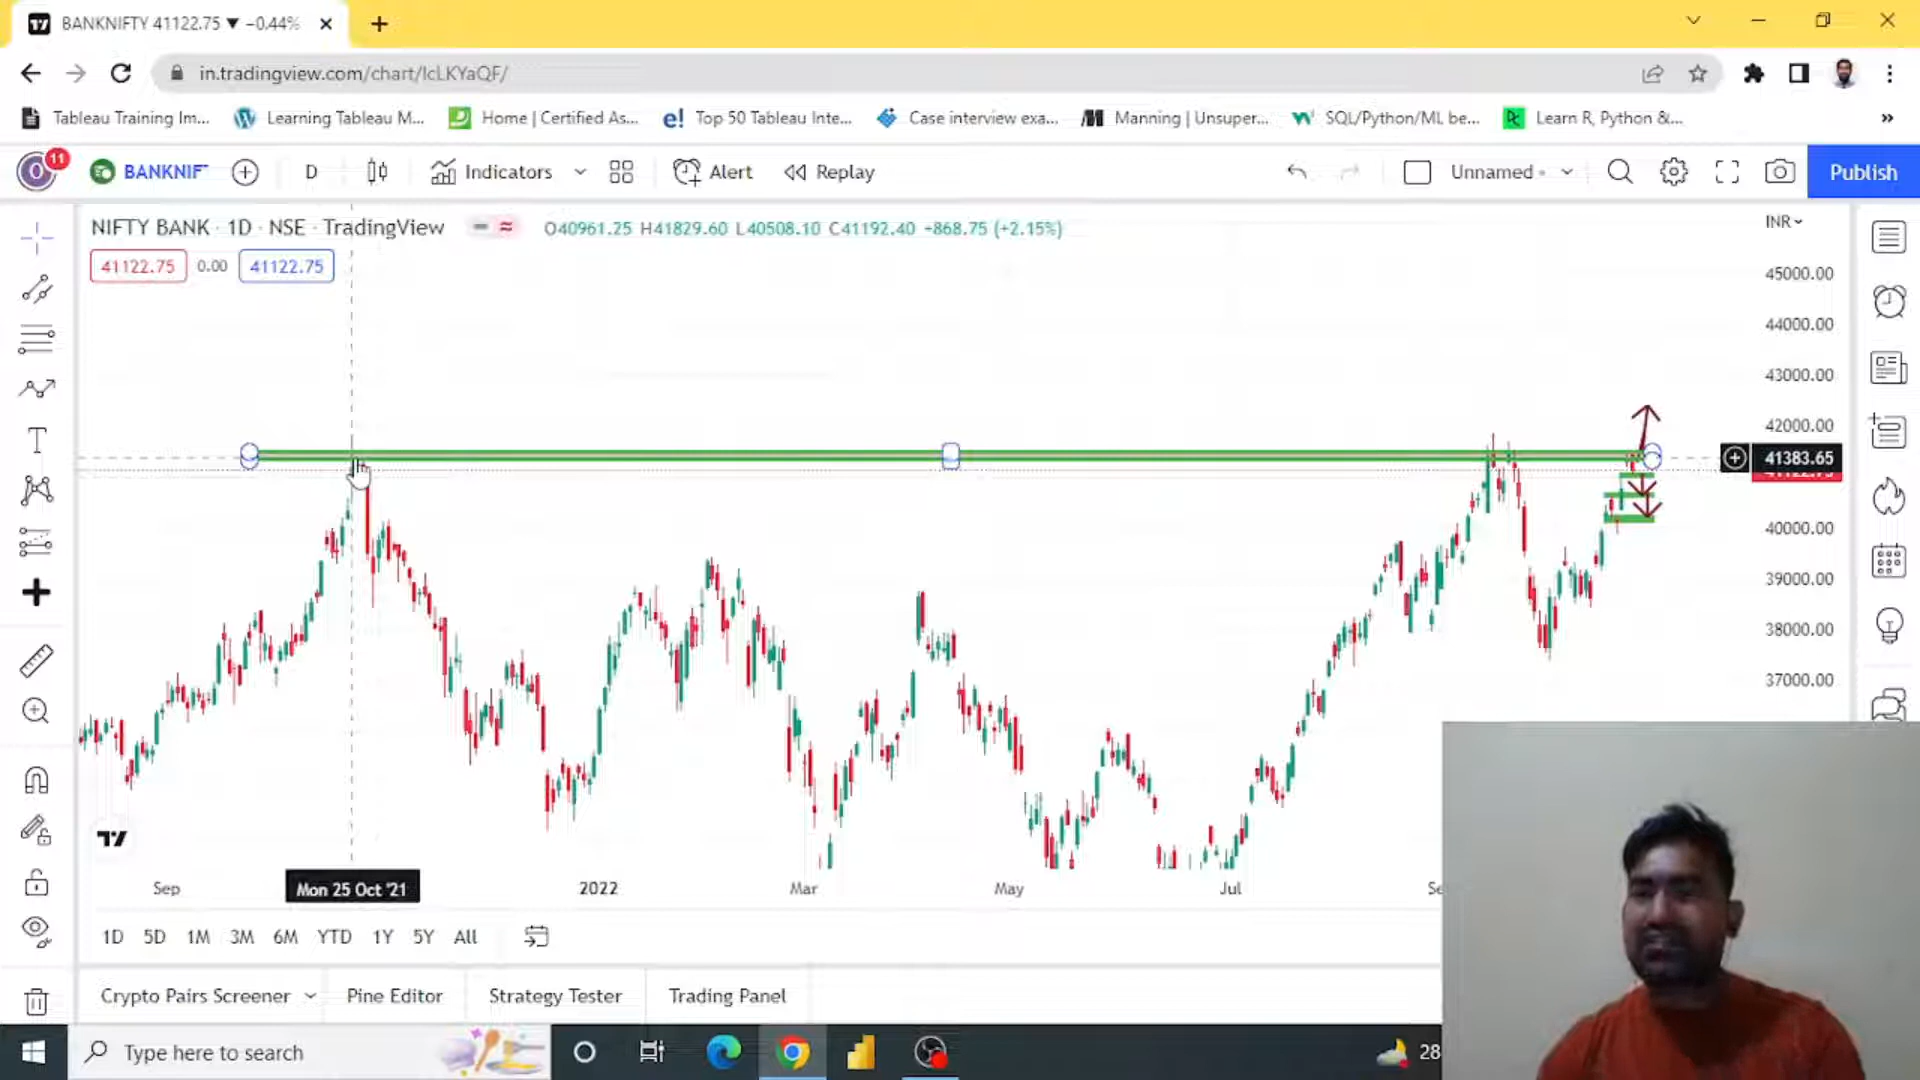 BANKNIFTY 41122.75 ▼ −0.44%
in.tradingview.com/chart/IcLKYaQF/
Tableau Training Im...
Learning Tableau M...
Home | Certified As...
e! Top 50 Tableau Inte...
Case interview exa...
Manning | Unsuper...
SQL/Python/ML be...
Learn R, Python &...
O 11
BANKNIF
D
Indicators
Alert
Replay
Unnamed
Publish
NIFTY BANK · 1D · NSE · TradingView
O40961.25 H41829.60 L40508.10 C41192.40 +868.75 (+2.15%)
INR
41122.75 0.00 41122.75
45000.00
44000.00
43000.00
42000.00
41383.65
40000.00
39000.00
38000.00
37000.00
Sep
Mon 25 Oct '21
2022
Mar
May
Jul
1D 5D 1M 3M 6M YTD 1Y 5Y All
Crypto Pairs Screener
Pine Editor
Strategy Tester
Trading Panel
Type here to search
28